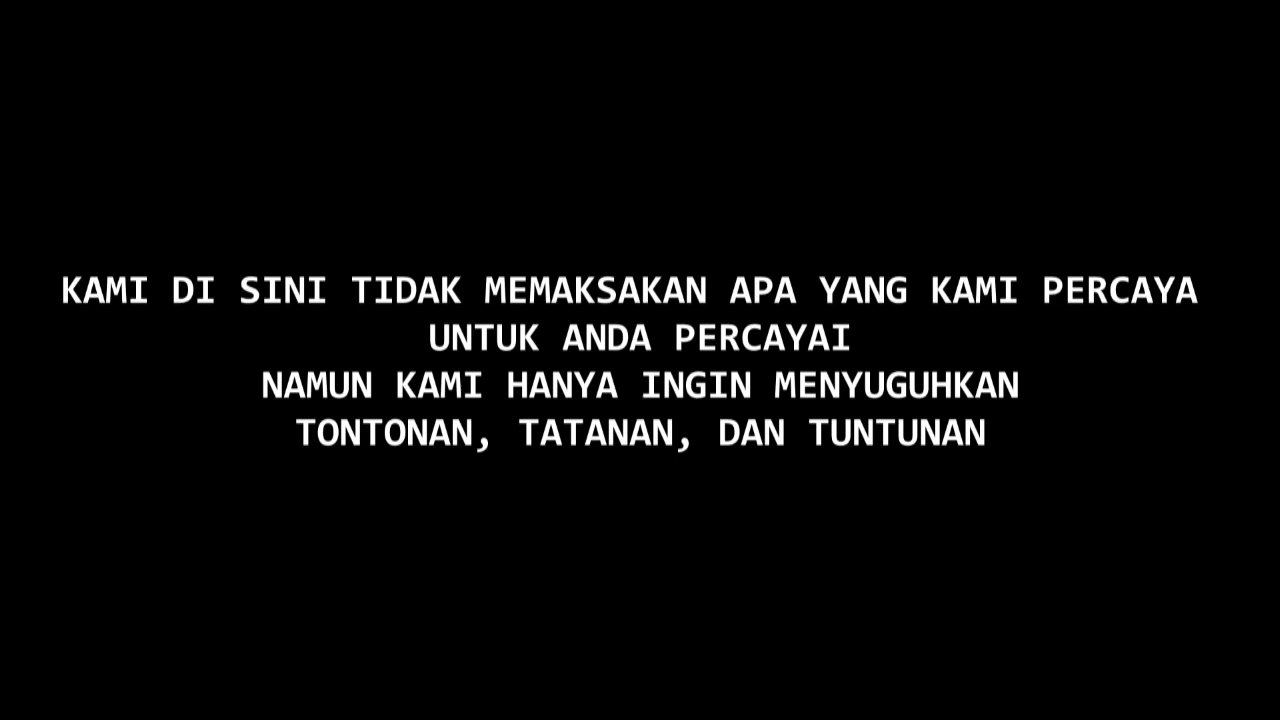 KAMI DI SINI TIDAK MEMAKSAKAN APA YANG KAMI PERCAYA
UNTUK ANDA PERCAYAI
NAMUN KAMI HANYA INGIN MENYUGUHKAN
TONTONAN, TATANAN, DAN TUNTUNAN